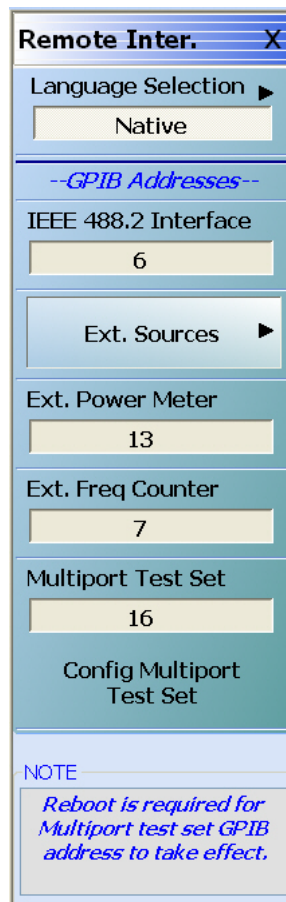 Remote Inter. X
Language Selection
Native
--GPIB Addresses--
IEEE 488.2 Interface
6
Ext. Sources
Ext. Power Meter
13
Ext. Freq Counter
7
Multiport Test Set
16
Config Multiport
Test Set
NOTE
Reboot is required for
Multiport test set GPIB
address to take effect.